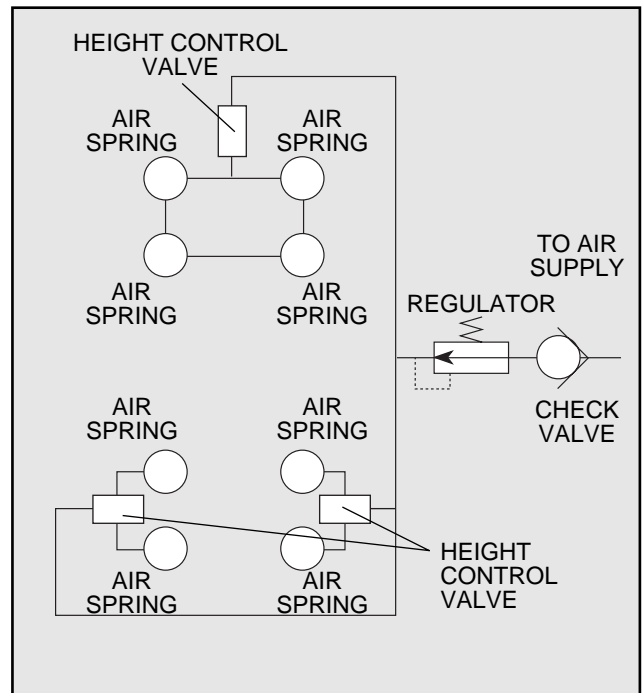 HEIGHT CONTROL
VALVE
AIR
SPRING
AIR
SPRING
AIR
SPRING
AIR
SPRING
TO AIR
SUPPLY
REGULATOR
CHECK
VALVE
AIR
SPRING
AIR
SPRING
AIR
SPRING
AIR
SPRING
HEIGHT
CONTROL
VALVE